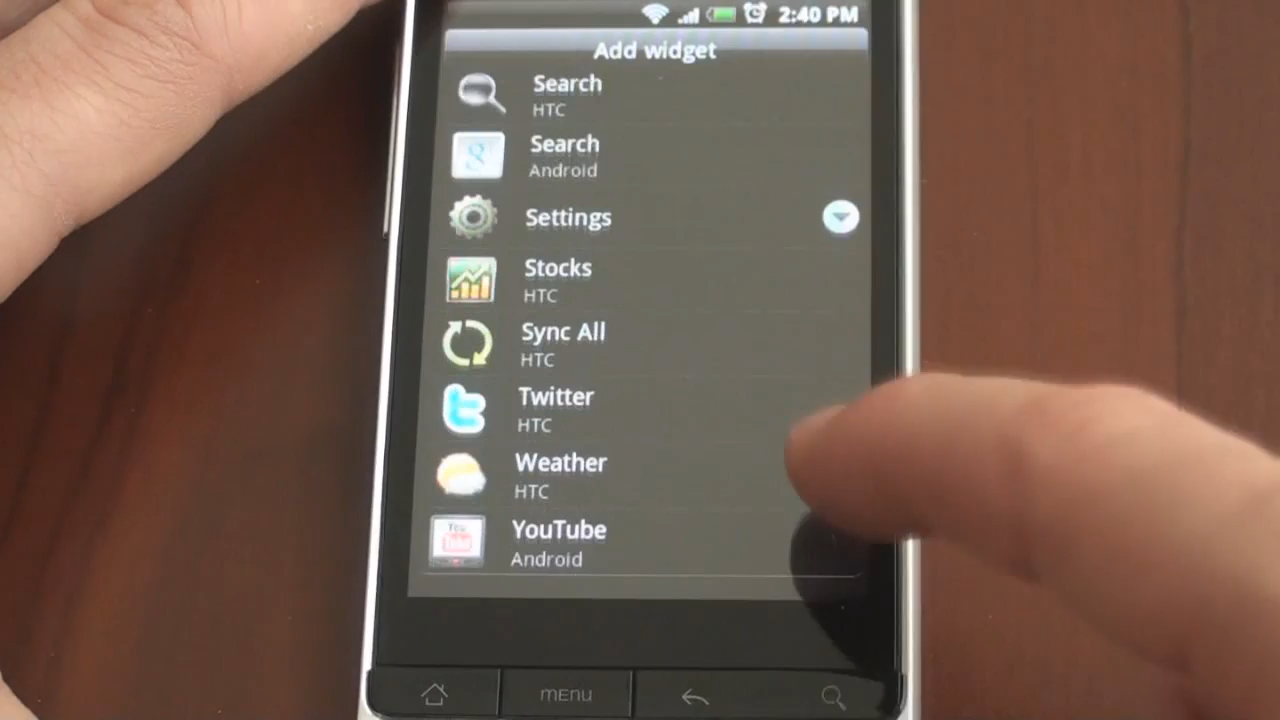 2:40 PM
Add widget
Search
HTC
Search
Android
Settings
Stocks
HTC
Sync All
HTC
Twitter
HTC
Weather
HTC
YouTube
Android
MENU